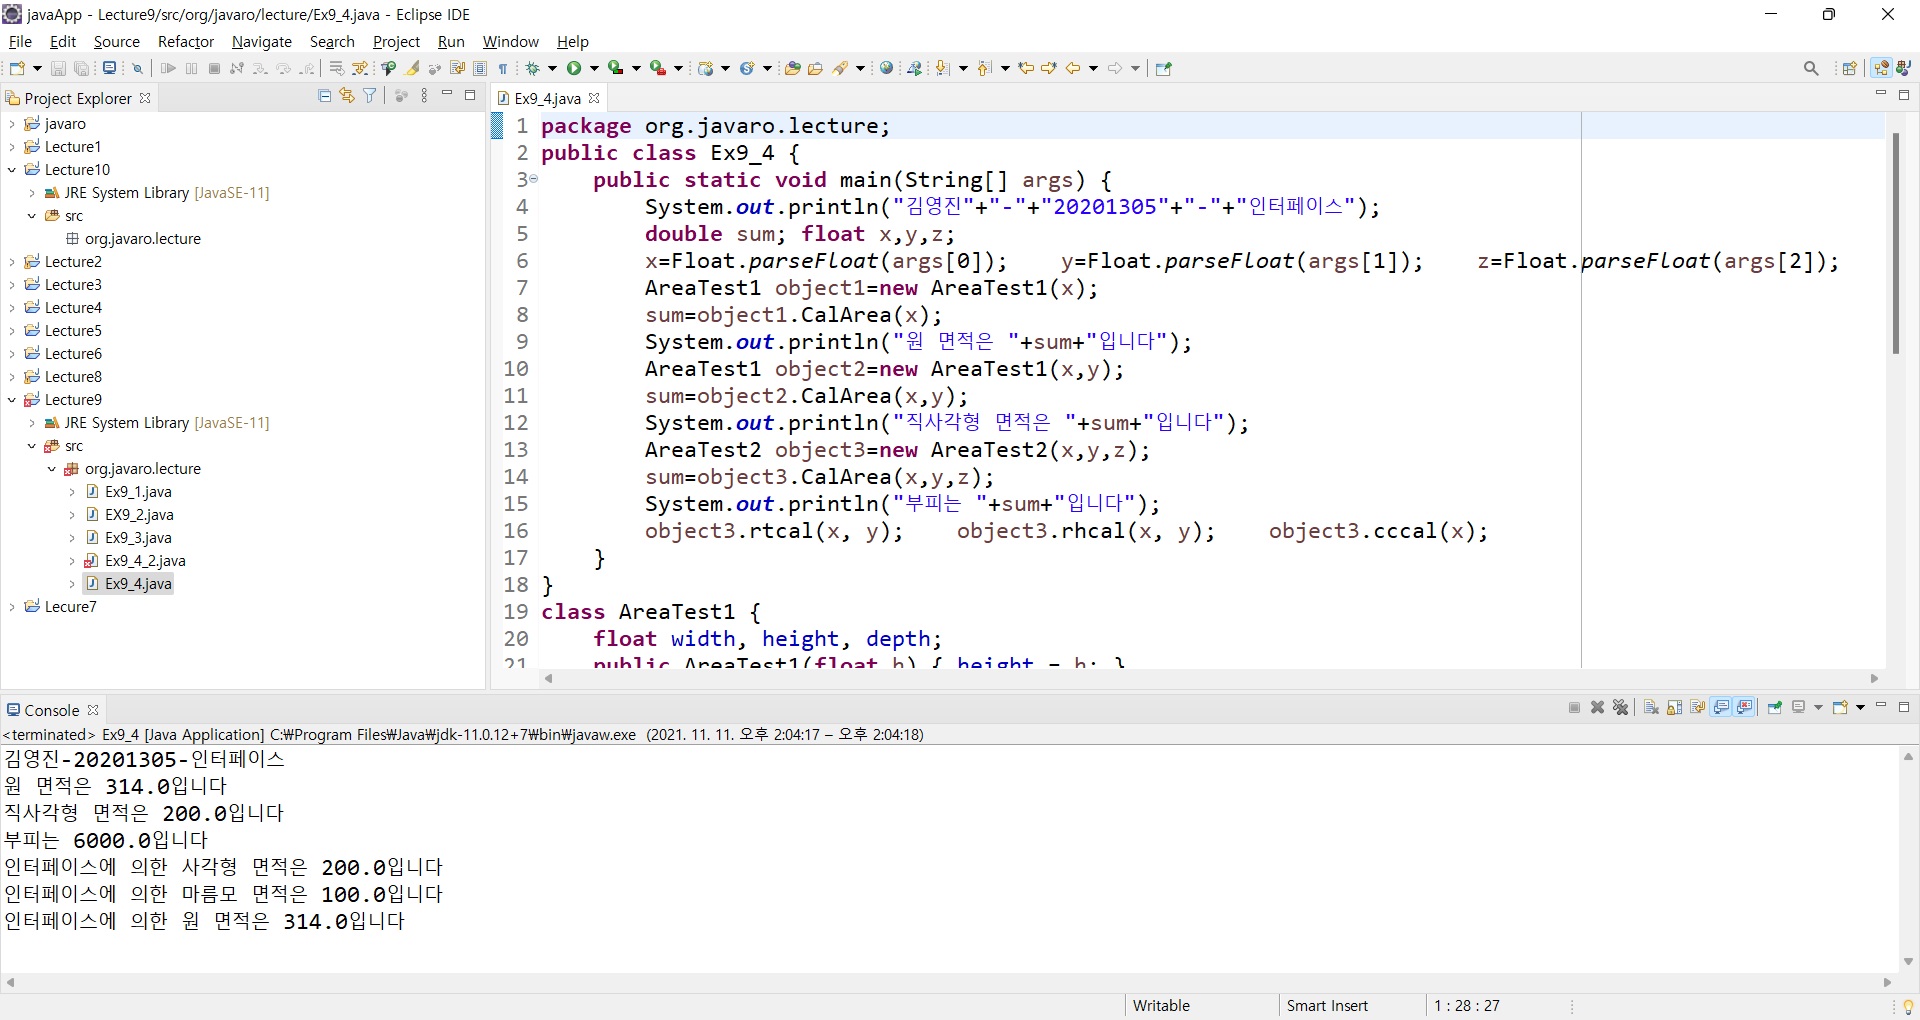 javaApp - Lecture9/src/org/javaro/lecture/Ex9_4.java - Eclipse IDE
File Edit Source Refactor Navigate Search Project Run Window Help
Project Explorer
javaro
Lecture1
Lecture10
JRE System Library [JavaSE-11]
src
org.javaro.lecture
Lecture2
Lecture3
Lecture4
Lecture5
Lecture6
Lecture8
Lecture9
JRE System Library [JavaSE-11]
src
org.javaro.lecture
Ex9_1.java
EX9_2.java
Ex9_3.java
Ex9_4_2.java
Ex9_4.java
Lecure7
Ex9_4.java
1 package org.javaro.lecture;
2 public class Ex9_4 {
3 public static void main(String[] args) {
4 System.out.println("김영진"+"-"+"20201305"+"-"+"인터페이스");
5 double sum; float x,y,z;
6 x=Float.parseFloat(args[0]); y=Float.parseFloat(args[1]); z=Float.parseFloat(args[2]);
7 AreaTest1 object1=new AreaTest1(x);
8 sum=object1.CalArea(x);
9 System.out.println("원 면적은 "+sum+"입니다");
10 AreaTest1 object2=new AreaTest1(x,y);
11 sum=object2.CalArea(x,y);
12 System.out.println("직사각형 면적은 "+sum+"입니다");
13 AreaTest2 object3=new AreaTest2(x,y,z);
14 sum=object3.CalArea(x,y,z);
15 System.out.println("부피는 "+sum+"입니다");
16 object3.rtcal(x, y); object3.rhcal(x, y); object3.cccal(x);
17 }
18 }
19 class AreaTest1 {
20 float width, height, depth;
21 public AreaTest1(float h) { height = h; }
Console
<terminated> Ex9_4 [Java Application] C:₩Program Files₩Java₩jdk-11.0.12+7₩bin₩javaw.exe (2021. 11. 11. 오후 2:04:17 – 오후 2:04:18)
김영진-20201305-인터페이스
원 면적은 314.0입니다
직사각형 면적은 200.0입니다
부피는 6000.0입니다
인터페이스에 의한 사각형 면적은 200.0입니다
인터페이스에 의한 마름모 면적은 100.0입니다
인터페이스에 의한 원 면적은 314.0입니다
Writable Smart Insert 1 : 28 : 27